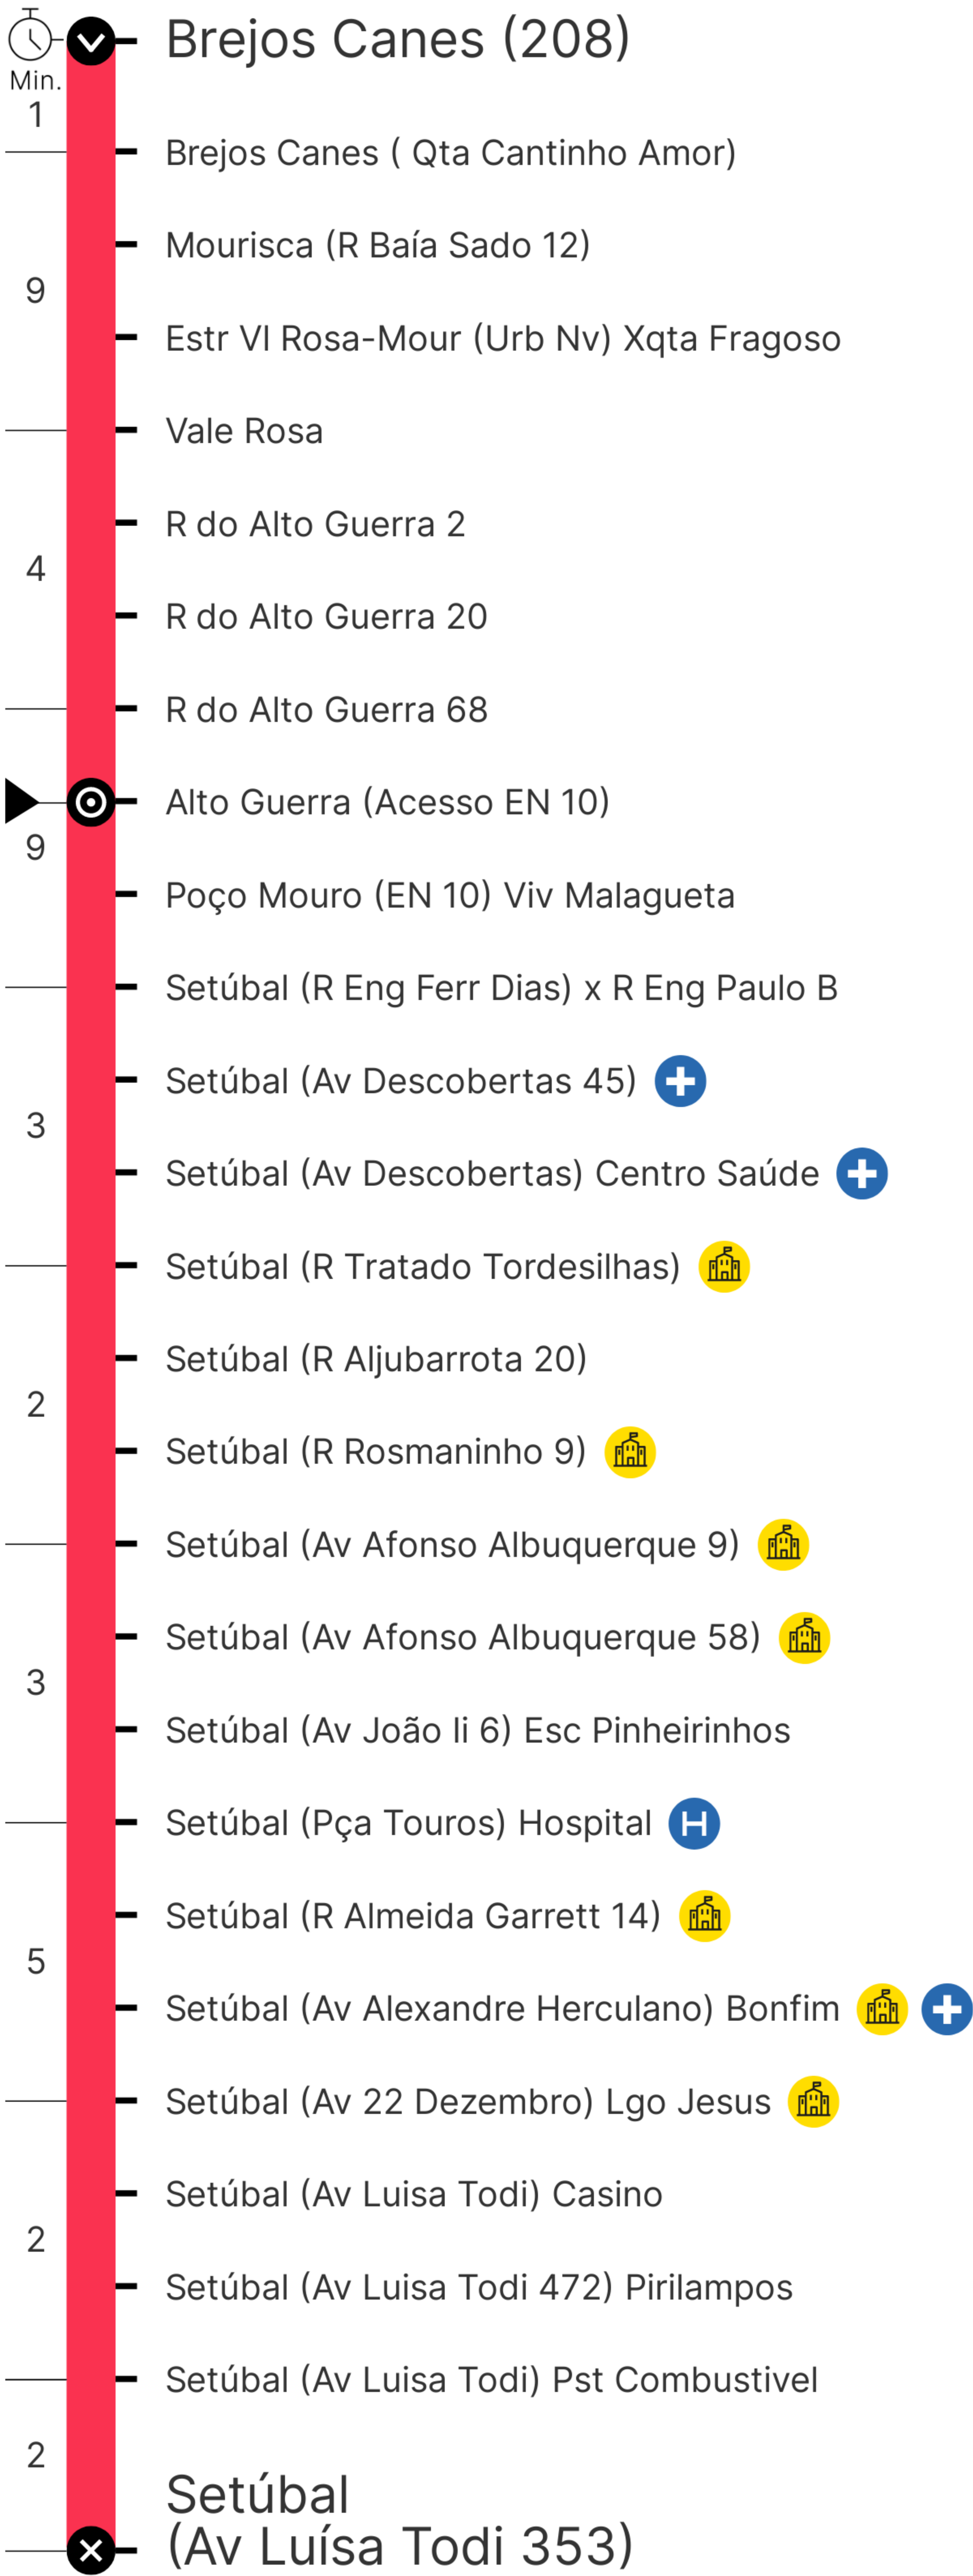 Brejos Canes (208)
Min.
1
Brejos Canes ( Qta Cantinho Amor)
Mourisca (R Baía Sado 12)
9
Estr Vl Rosa-Mour (Urb Nv) Xqta Fragoso
Vale Rosa
R do Alto Guerra 2
4
R do Alto Guerra 20
R do Alto Guerra 68
Alto Guerra (Acesso EN 10)
9
Poço Mouro (EN 10) Viv Malagueta
Setúbal (R Eng Ferr Dias) x R Eng Paulo B
Setúbal (Av Descobertas 45)
3
Setúbal (Av Descobertas) Centro Saúde
Setúbal (R Tratado Tordesilhas)
Setúbal (R Aljubarrota 20)
2
Setúbal (R Rosmaninho 9)
Setúbal (Av Afonso Albuquerque 9)
Setúbal (Av Afonso Albuquerque 58)
3
Setúbal (Av João Ii 6) Esc Pinheirinhos
Setúbal (Pça Touros) Hospital H
Setúbal (R Almeida Garrett 14)
5
Setúbal (Av Alexandre Herculano) Bonfim
Setúbal (Av 22 Dezembro) Lgo Jesus
Setúbal (Av Luisa Todi) Casino
2
Setúbal (Av Luisa Todi 472) Pirilampos
Setúbal (Av Luisa Todi) Pst Combustivel
2
Setúbal
(Av Luísa Todi 353)